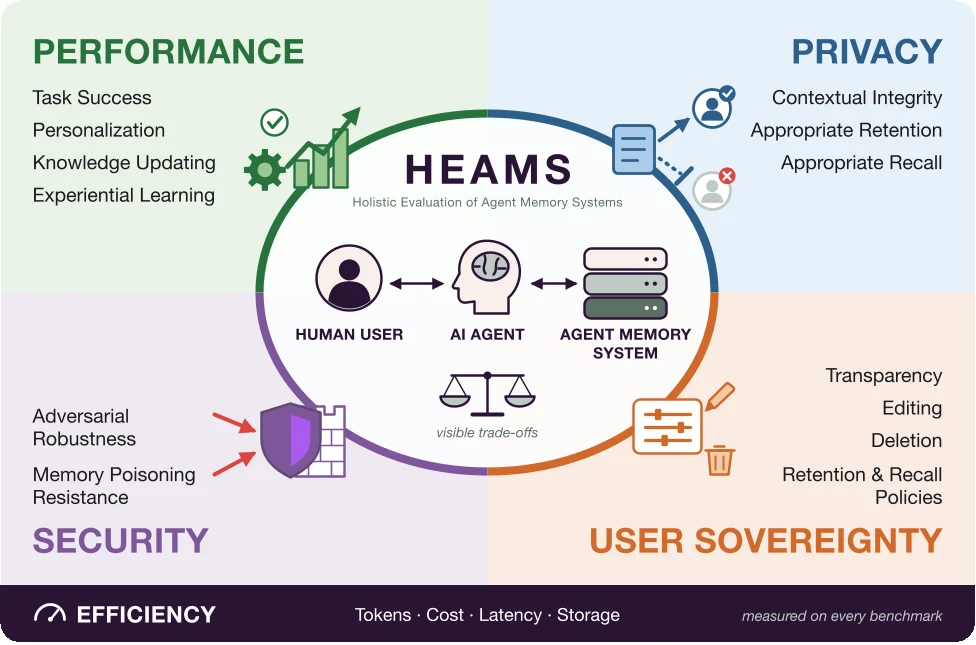 PERFORMANCE
Task Success
Personalization
Knowledge Updating
Experiential Learning
PRIVACY
Contextual Integrity
Appropriate Retention
Appropriate Recall
HEAMS
Holistic Evaluation of Agent Memory Systems
HUMAN USER
AI AGENT
AGENT MEMORY
SYSTEM
visible trade-offs
Adversarial
Robustness
Memory Poisoning
Resistance
SECURITY
Transparency
Editing
Deletion
Retention & Recall
Policies
USER SOVEREIGNTY
EFFICIENCY
Tokens · Cost · Latency · Storage
measured on every benchmark